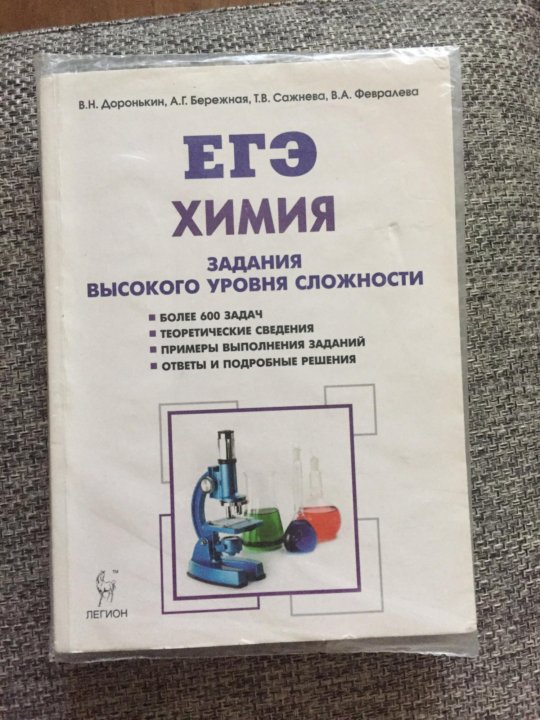 В.Н. Доронькин, А.Г. Бережная, Т.В. Сажнева, В.А. Февралева
ЕГЭ
ХИМИЯ
ЗАДАНИЯ
ВЫСОКОГО УРОВНЯ СЛОЖНОСТИ
БОЛЕЕ 600 ЗАДАЧ
ТЕОРЕТИЧЕСКИЕ СВЕДЕНИЯ
ПРИМЕРЫ ВЫПОЛНЕНИЯ ЗАДАНИЙ
ОТВЕТЫ И ПОДРОБНЫЕ РЕШЕНИЯ
TM
ЛЕГИОН